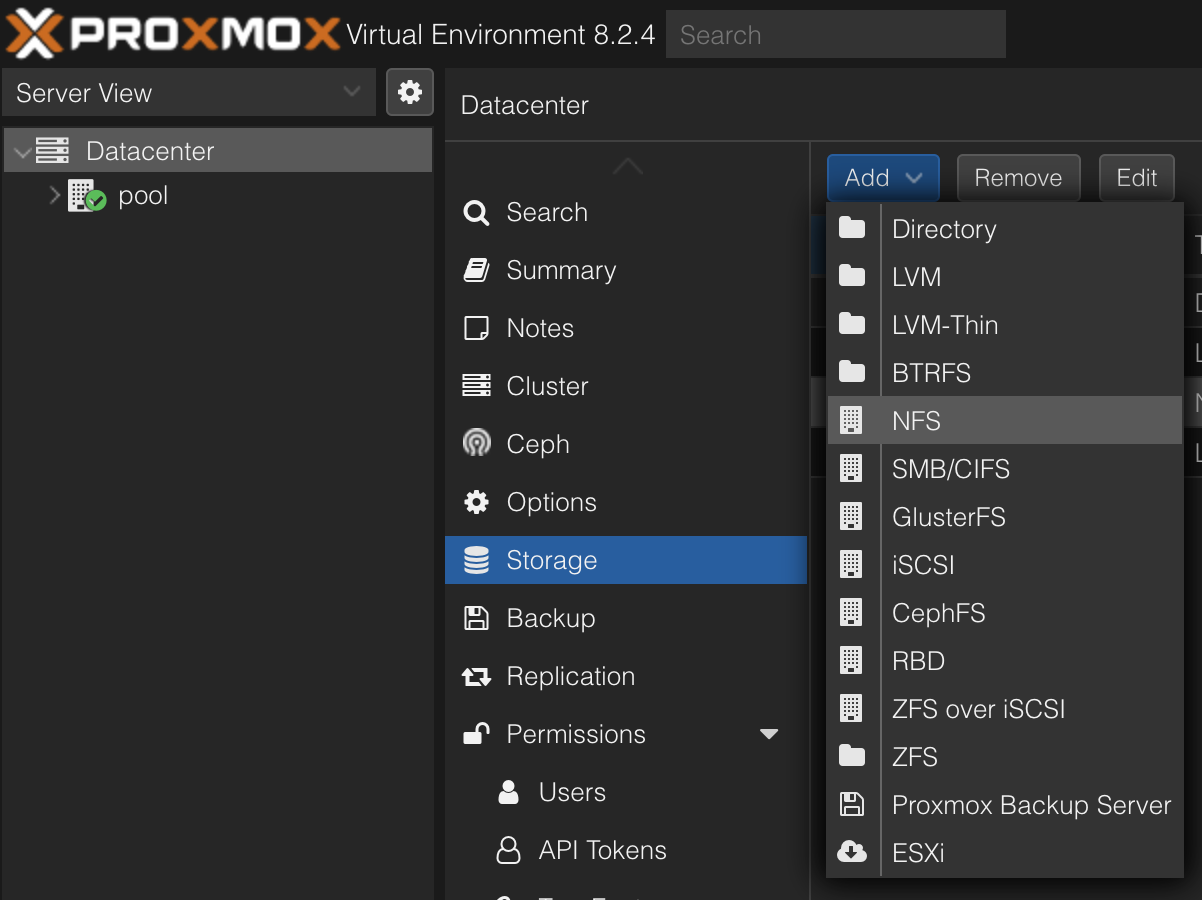 PROXMOX Virtual Environment 8.2.4 Search
Server View
Datacenter
pool
Datacenter
Search
Summary
Notes
Cluster
Ceph
Options
Storage
Backup
Replication
Permissions
Users
API Tokens
Add Remove Edit
Directory
LVM
LVM-Thin
BTRFS
NFS
SMB/CIFS
GlusterFS
iSCSI
CephFS
RBD
ZFS over iSCSI
ZFS
Proxmox Backup Server
ESXi